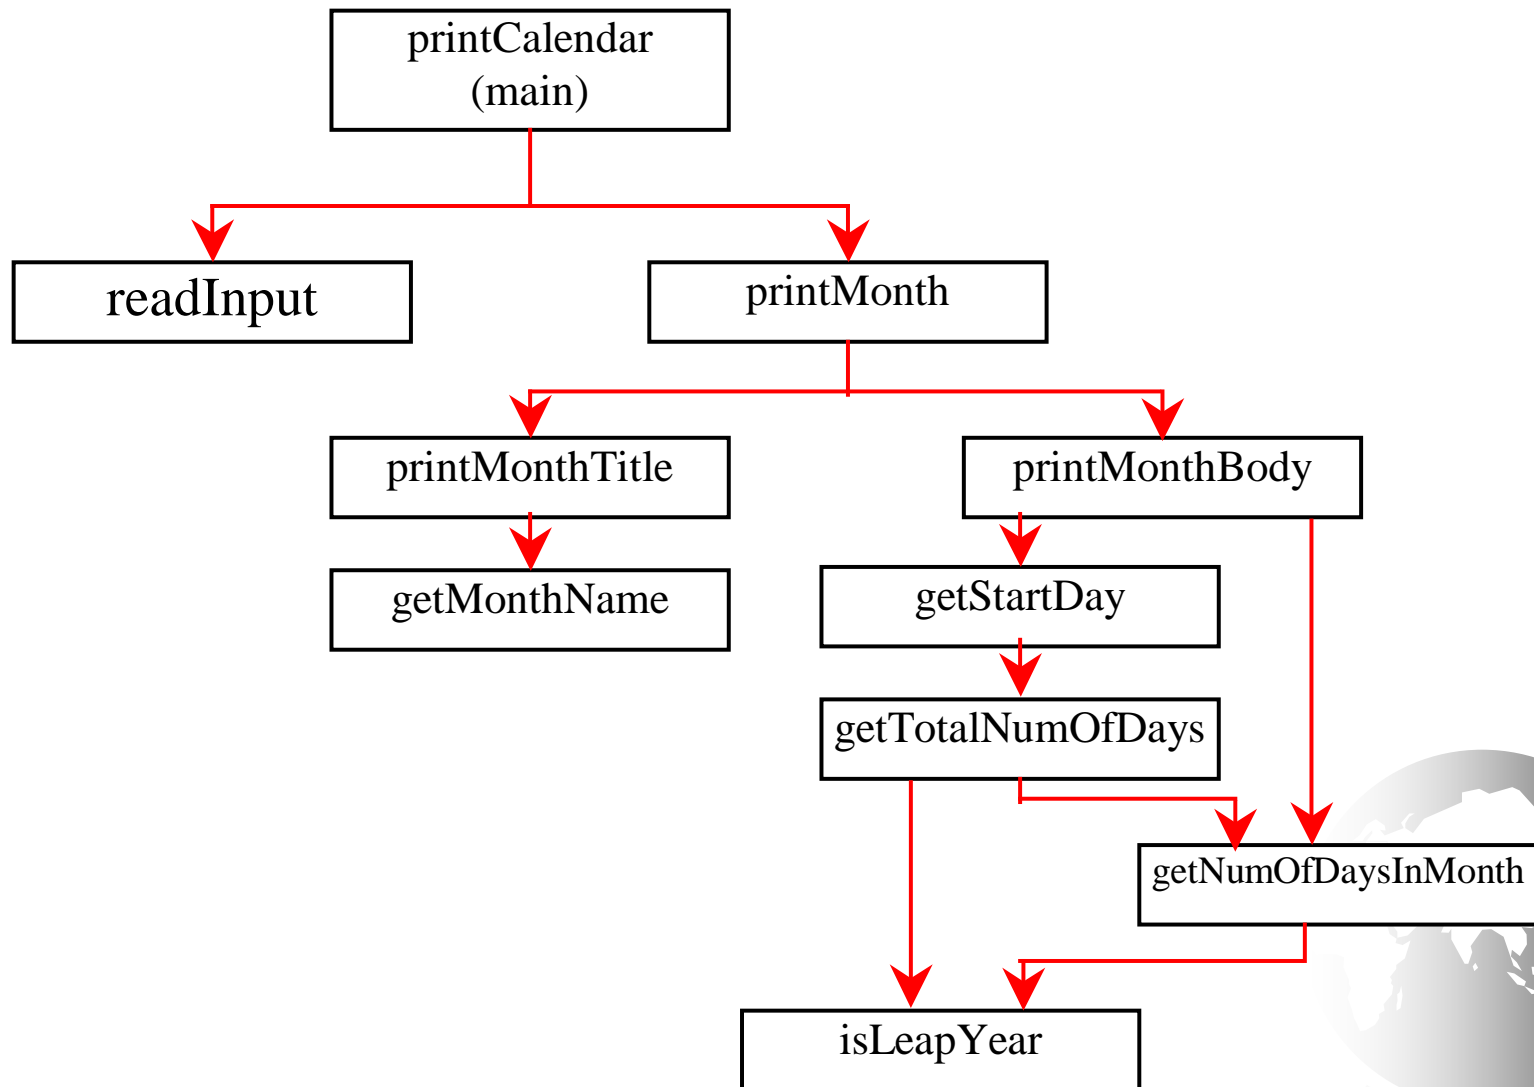 printCalendar
(main)
readInput
printMonth
printMonthTitle
printMonthBody
getMonthName
getStartDay
getTotalNumOfDays
getNumOfDaysInMonth
isLeapYear